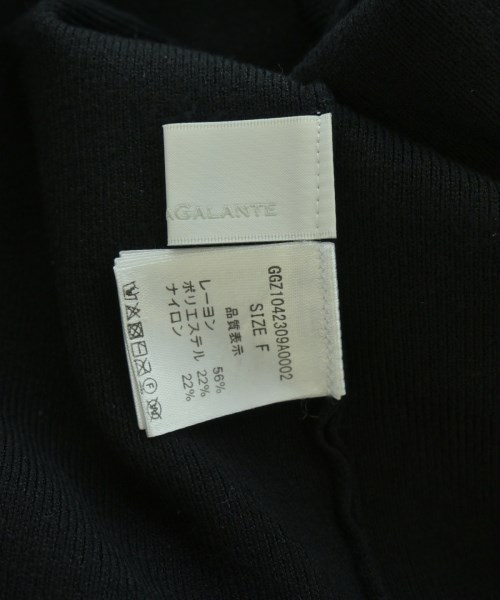 AGALANTE
GGZ1042309A0002
SIZE F
品質表示
レーヨン 56%
ポリエステル 22%
ナイロン 22%